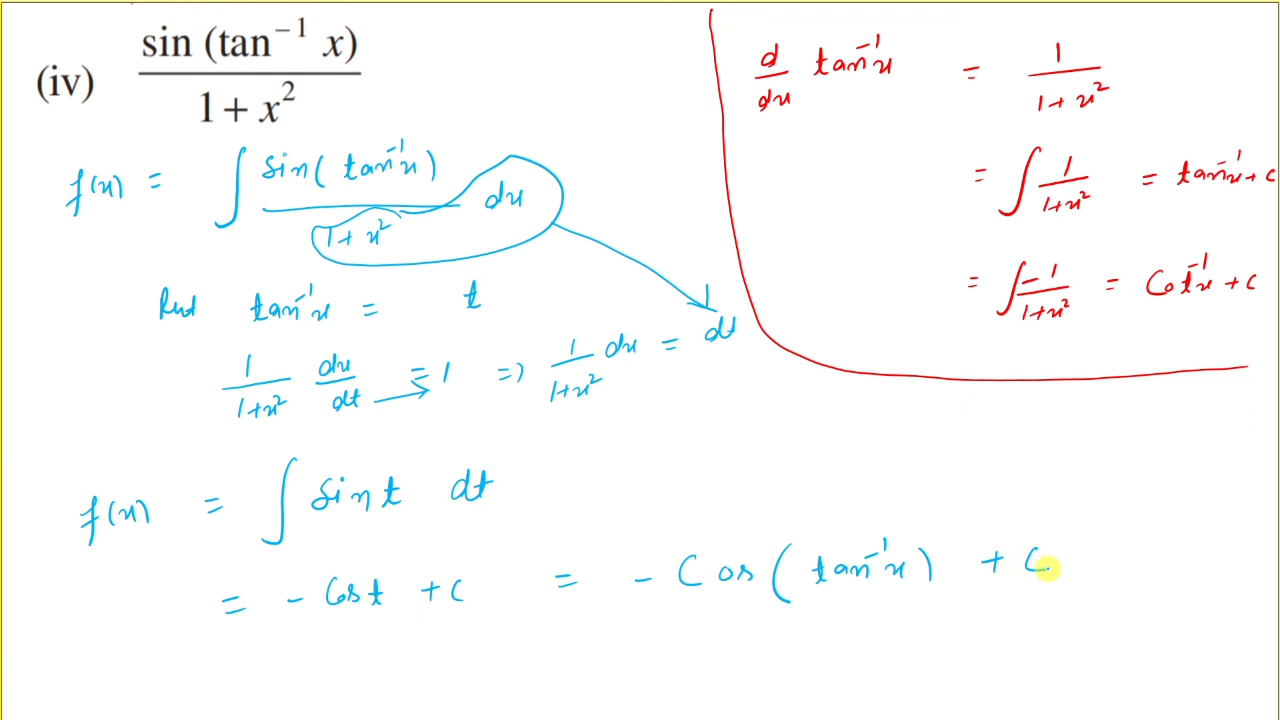 (iv) sin (tan⁻¹ x) / 1 + x²
f(x) = ∫ sin(tan⁻¹x) / 1 + x² dx
Put tan⁻¹x = t
1/1+x² dx/dt = 1 => 1/1+x² dx = dt
f(x) = ∫ sin t dt
= - Cos t + c = - Cos(tan⁻¹x) + C
d/dx tan⁻¹x = 1/1+x²
= ∫ 1/1+x² = tan⁻¹x + c
= ∫ -1/1+x² = Cot⁻¹x + c